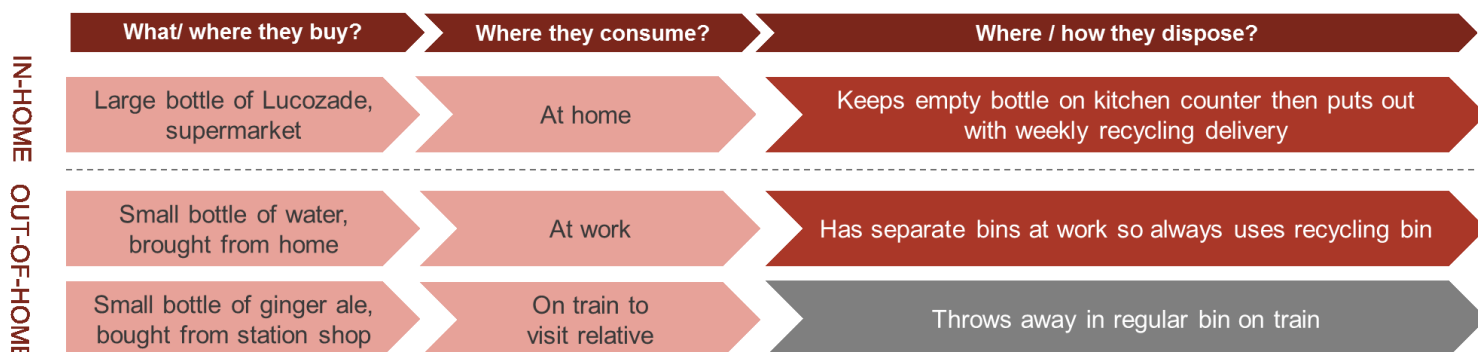 What/ where they buy?
Where they consume?
Where / how they dispose?
IN-HOME
Large bottle of Lucozade,
supermarket
At home
Keeps empty bottle on kitchen counter then puts out
with weekly recycling delivery
OUT-OF-HOME
Small bottle of water,
brought from home
At work
Has separate bins at work so always uses recycling bin
Small bottle of ginger ale,
bought from station shop
On train to
visit relative
Throws away in regular bin on train